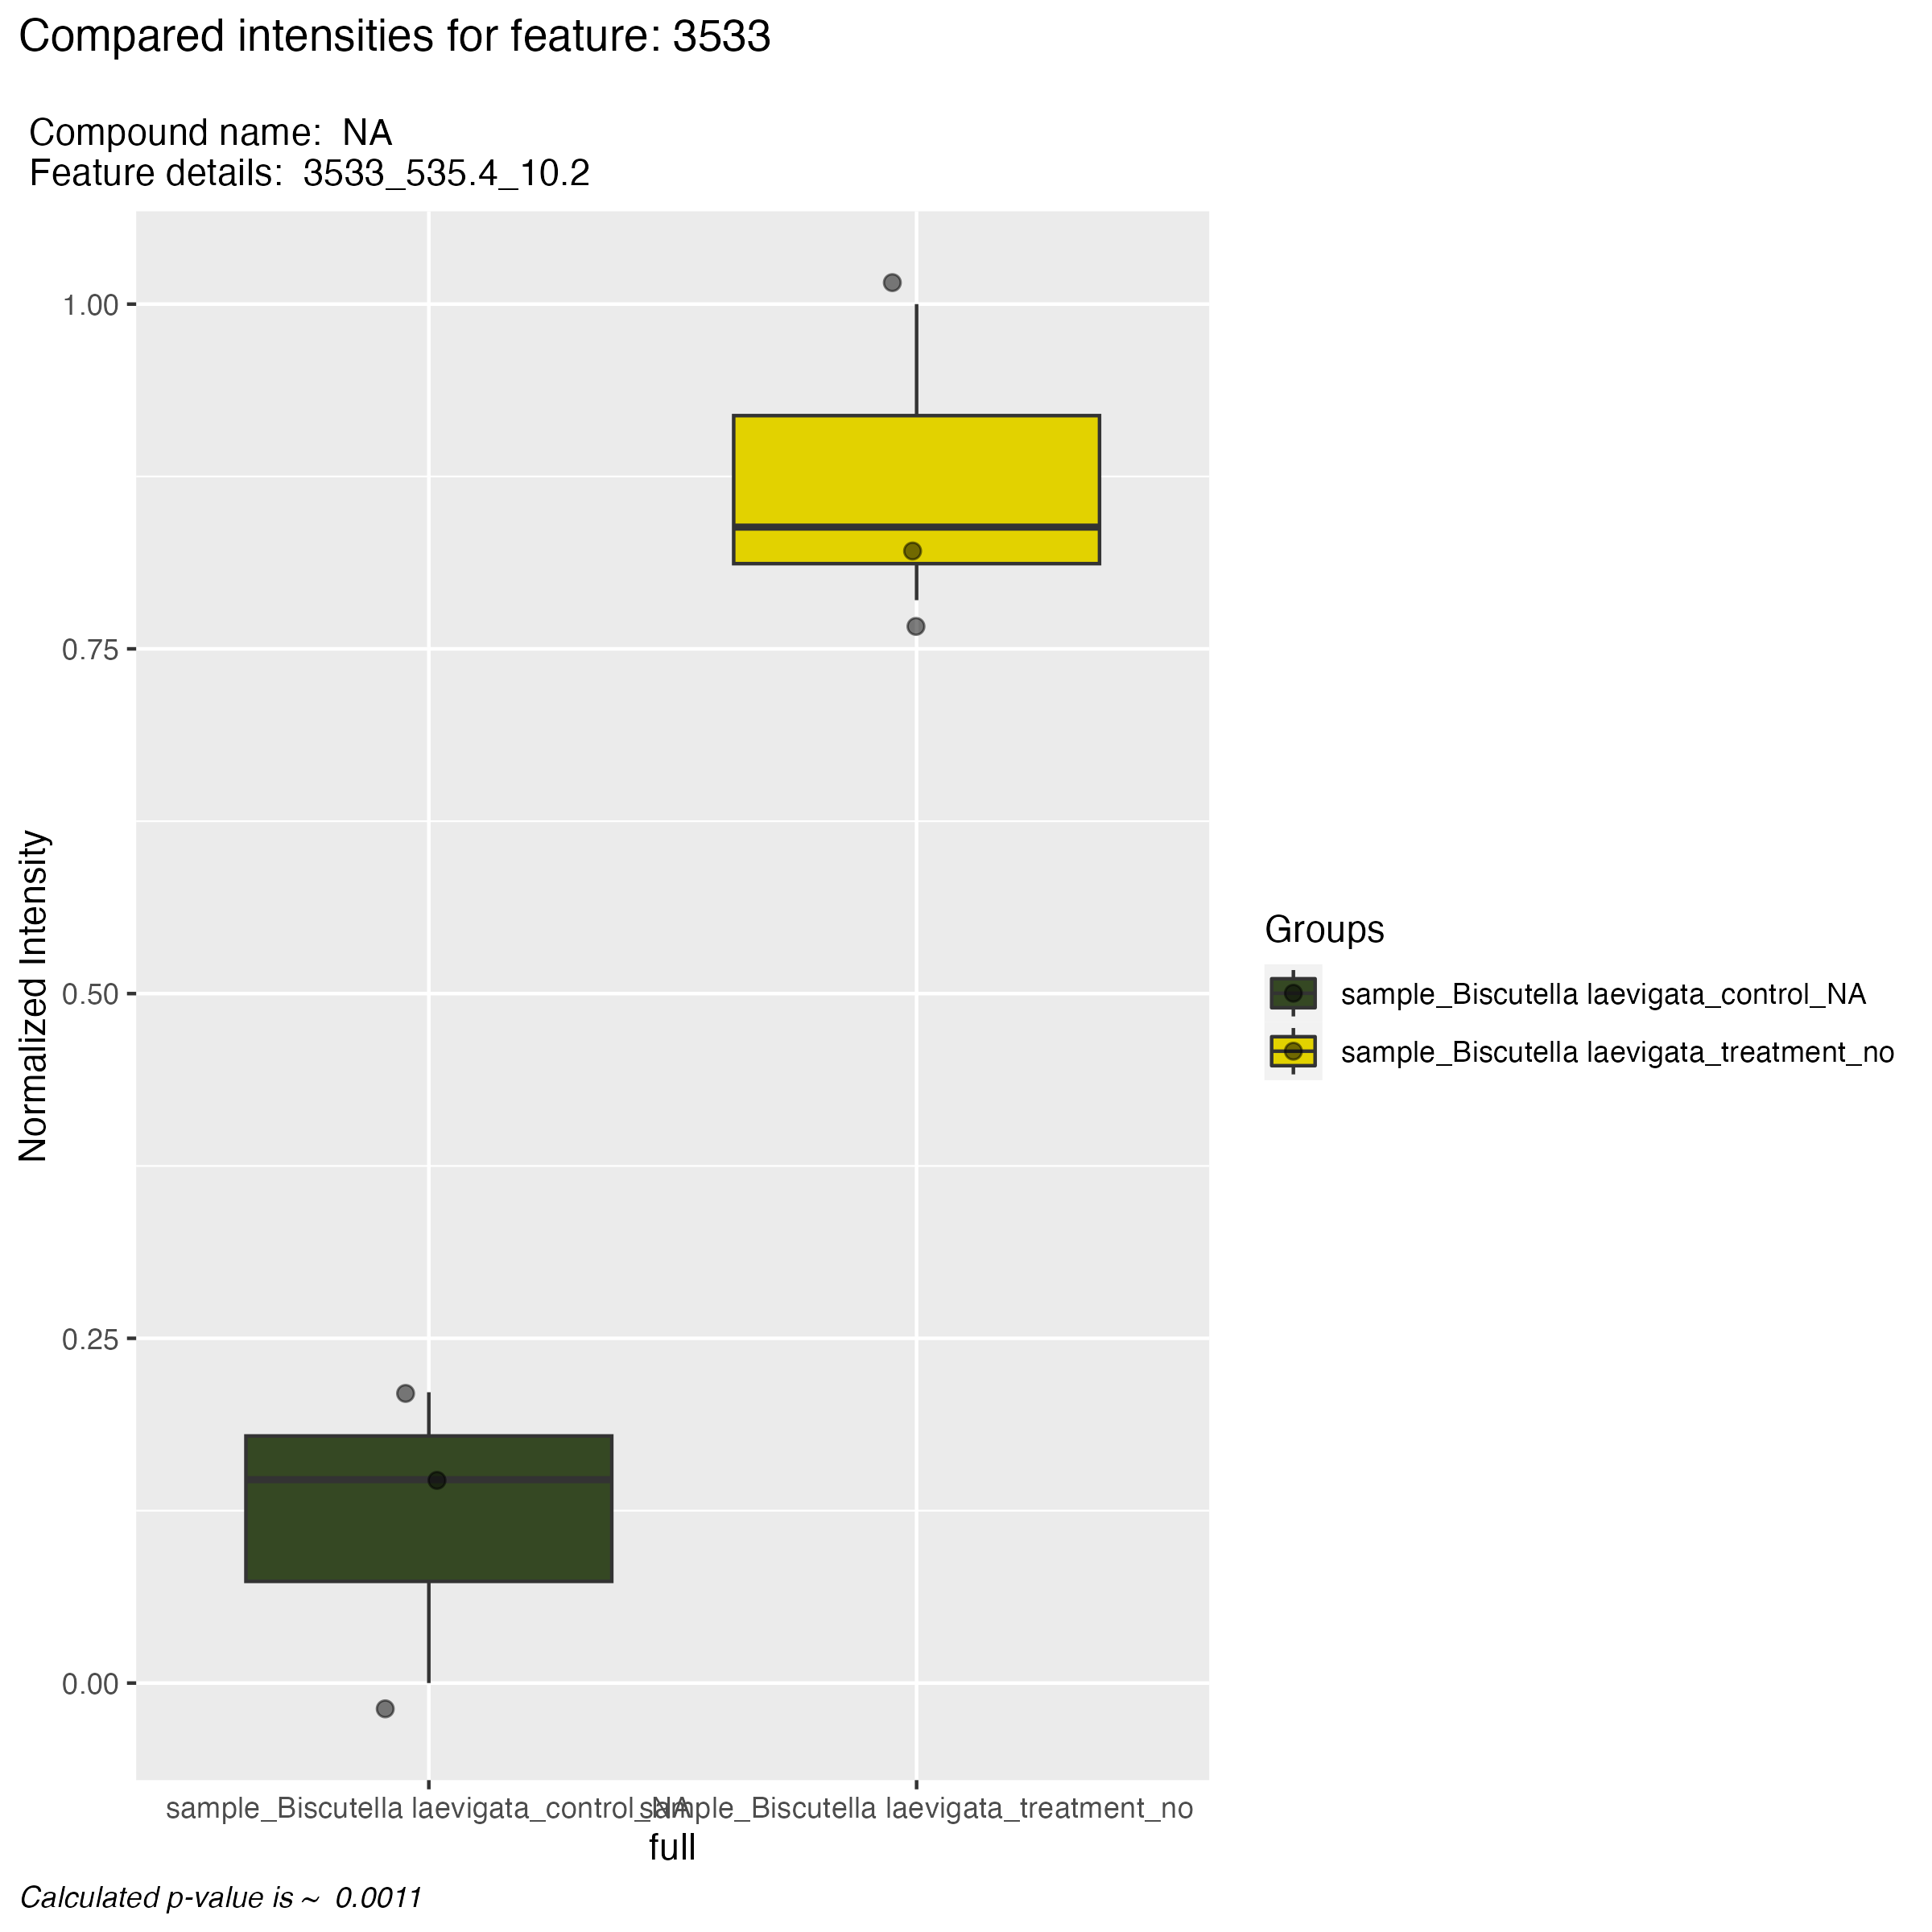 Compared intensities for feature: 3533
Compound name:  NA
Feature details:  3533_535.4_10.2
Normalized Intensity
1.00
0.75
0.50
0.25
0.00
sample_Biscutella laevigata_control_NA
sample_Biscutella laevigata_treatment_no
full
Groups
sample_Biscutella laevigata_control_NA
sample_Biscutella laevigata_treatment_no
Calculated p-value is ~  0.0011